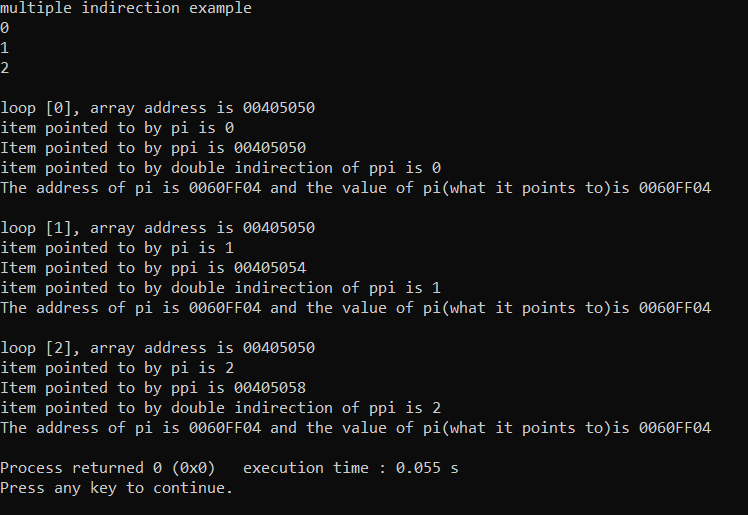 multiple indirection example
0
1
2
loop [0], array address is 00405050
item pointed to by pi is 0
Item pointed to by ppi is 00405050
item pointed to by double indirection of ppi is 0
The address of pi is 0060FF04 and the value of pi(what it points to)is 0060FF04
loop [1], array address is 00405050
item pointed to by pi is 1
Item pointed to by ppi is 00405054
item pointed to by double indirection of ppi is 1
The address of pi is 0060FF04 and the value of pi(what it points to)is 0060FF04
loop [2], array address is 00405050
item pointed to by pi is 2
Item pointed to by ppi is 00405058
item pointed to by double indirection of ppi is 2
The address of pi is 0060FF04 and the value of pi(what it points to)is 0060FF04
Process returned 0 (0x0)   execution time : 0.055 s
Press any key to continue.